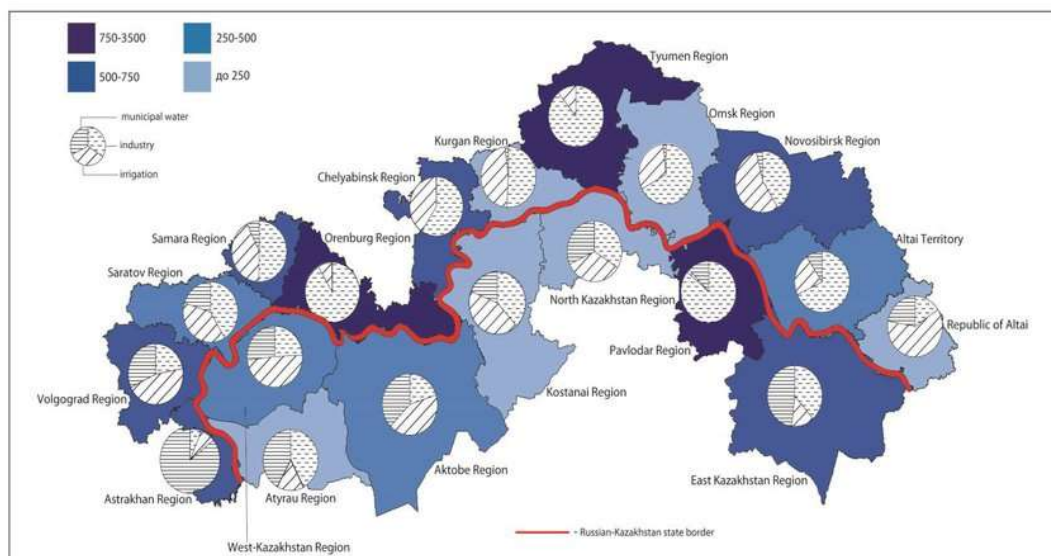 750-3500
250-500
500-750
до 250
municipal water
industry
irrigation
Tyumen Region
Omsk Region
Kurgan Region
Novosibirsk Region
Chelyabinsk Region
Samara Region
Orenburg Region
Altai Territory
Saratov Region
North Kazakhstan Region
Republic of Altai
Pavlodar Region
Volgograd Region
Kostanai Region
Aktobe Region
East Kazakhstan Region
Astrakhan Region
Atyrau Region
- Russian-Kazakhstan state border
West-Kazakhstan Region